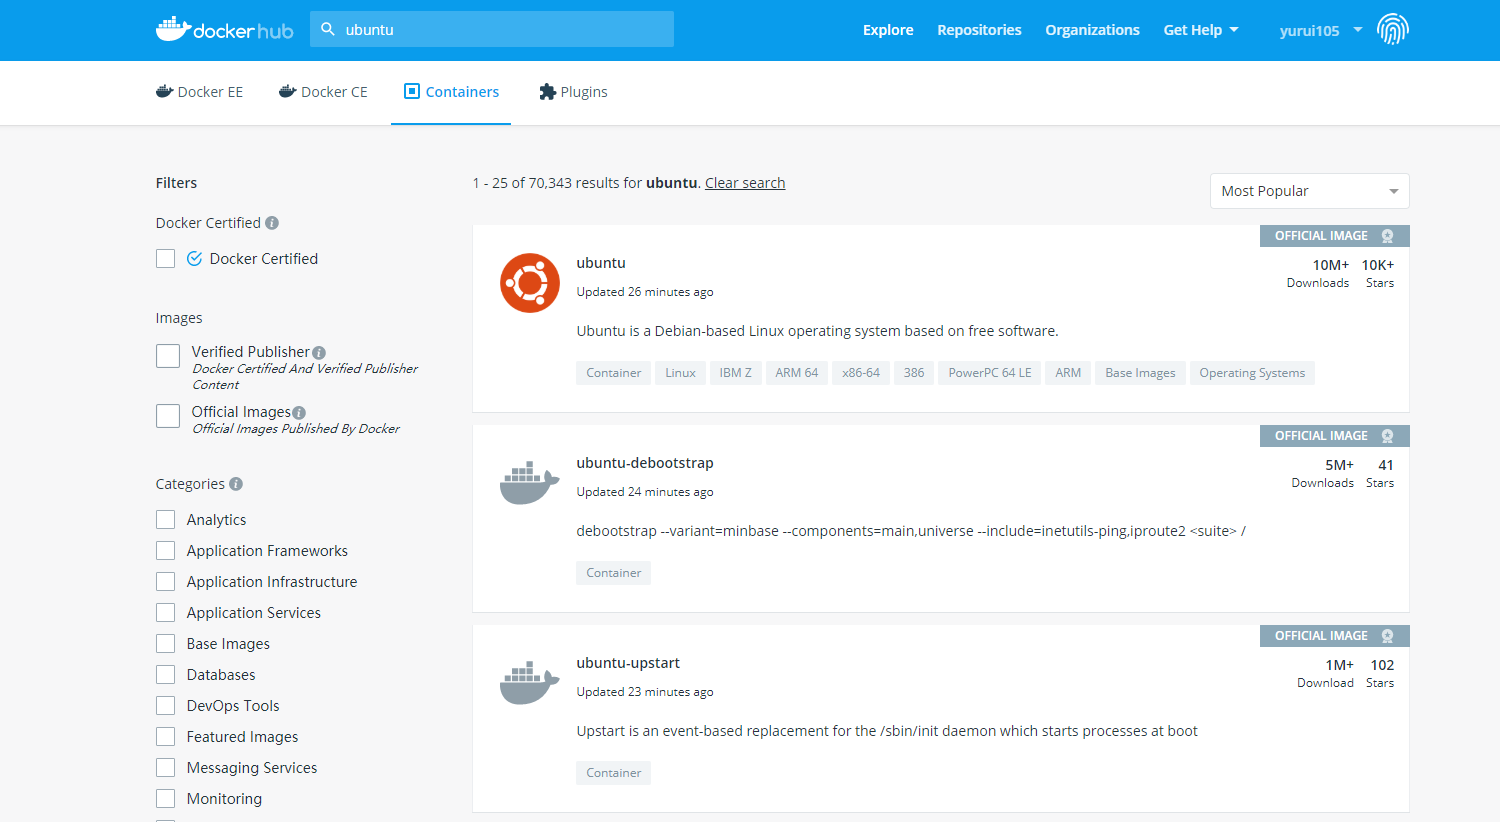 dockerhub
ubuntu
Explore Repositories Organizations Get Help yurui105
Docker EE Docker CE Containers Plugins
Filters
Docker Certified
Docker Certified
Images
Verified Publisher
Docker Certified And Verified Publisher
Content
Official Images
Official Images Published By Docker
Categories
Analytics
Application Frameworks
Application Infrastructure
Application Services
Base Images
Databases
DevOps Tools
Featured Images
Messaging Services
Monitoring
1 - 25 of 70,343 results for ubuntu. Clear search
Most Popular
OFFICIAL IMAGE
ubuntu
10M+ 10K+
Downloads Stars
Updated 26 minutes ago
Ubuntu is a Debian-based Linux operating system based on free software.
Container Linux IBM Z ARM 64 x86-64 386 PowerPC 64 LE ARM Base Images Operating Systems
OFFICIAL IMAGE
ubuntu-debootstrap
5M+ 41
Downloads Stars
Updated 24 minutes ago
debootstrap --variant=minbase --components=main,universe --include=inetutils-ping,iproute2 <suite> /
Container
OFFICIAL IMAGE
ubuntu-upstart
1M+ 102
Download Stars
Updated 23 minutes ago
Upstart is an event-based replacement for the /sbin/init daemon which starts processes at boot
Container